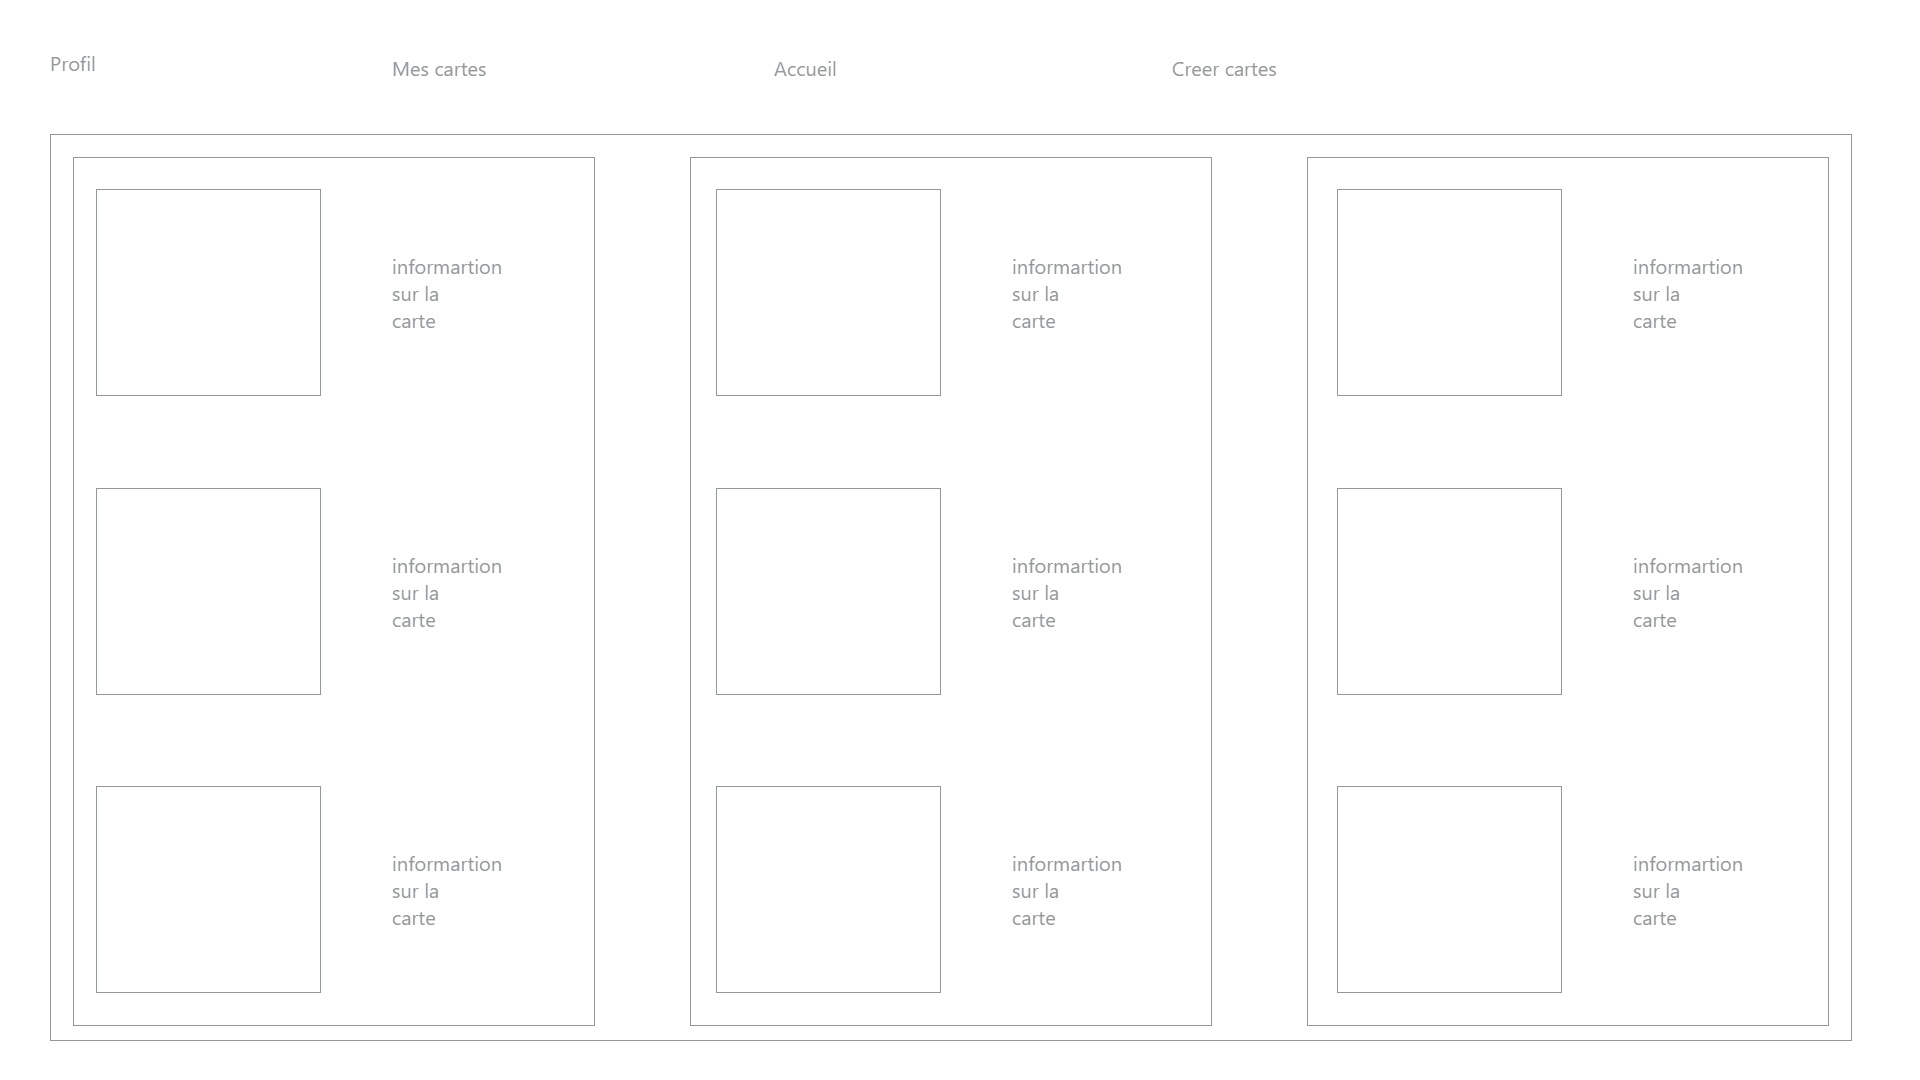 Profil
Mes cartes
Accueil
Creer cartes
informartion
sur la
carte
informartion
sur la
carte
informartion
sur la
carte
informartion
sur la
carte
informartion
sur la
carte
informartion
sur la
carte
informartion
sur la
carte
informartion
sur la
carte
informartion
sur la
carte